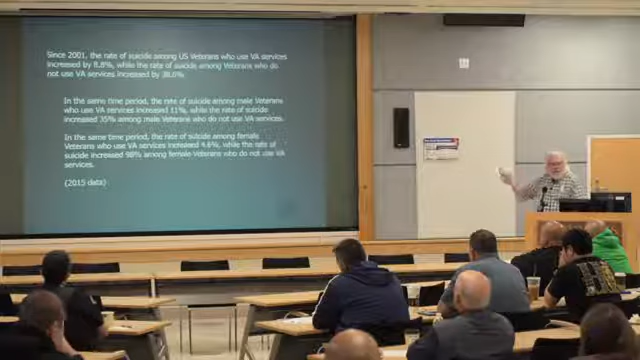 Since 2001, the rate of suicide among US Veterans who use VA services
increased by 8.8%, while the rate of suicide among Veterans who do
not use VA services increased by 38.6%.
In the same time period, the rate of suicide among male Veterans
who use VA services increased 11%, while the rate of suicide
increased 35% among male Veterans who do not use VA services.
In the same time period, the rate of suicide among female
Veterans who use VA services increased 4.6%, while the rate of
suicide increased 98% among female Veterans who do not use VA
services.
(2015 data)